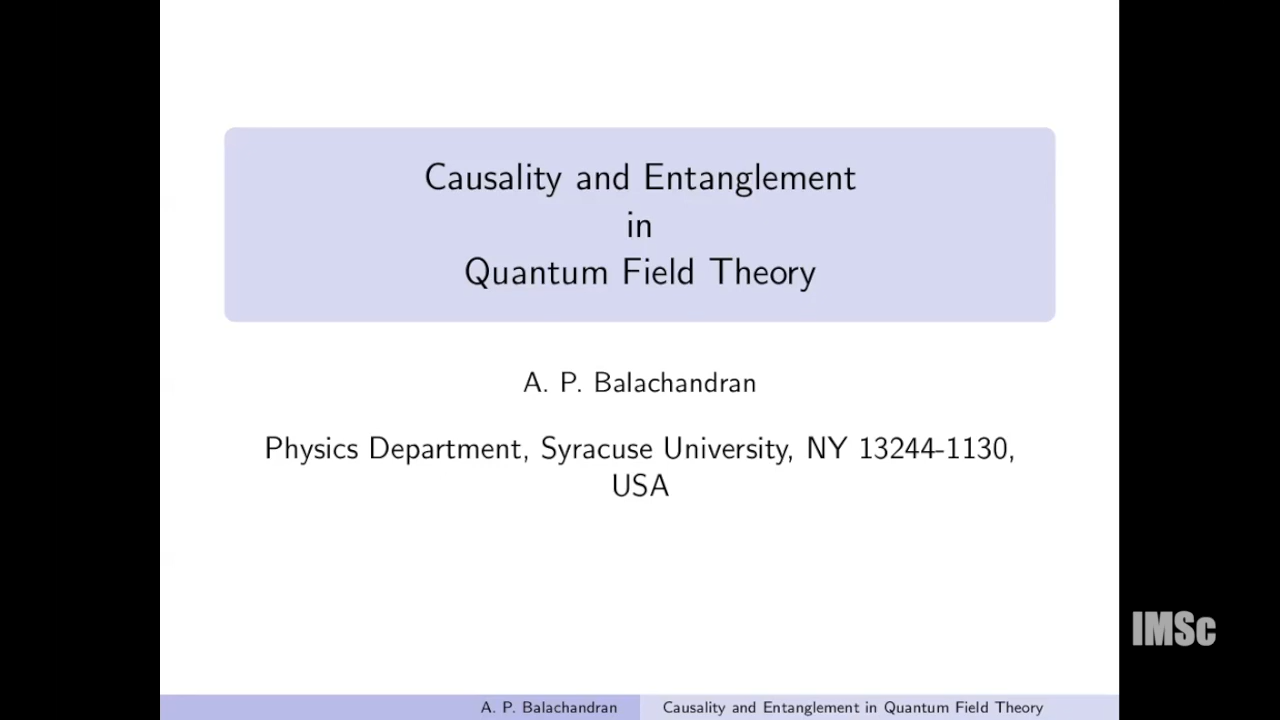 Causality and Entanglement
in
Quantum Field Theory
A. P. Balachandran
Physics Department, Syracuse University, NY 13244-1130,
USA
IMSc
A. P. Balachandran
Causality and Entanglement in Quantum Field Theory